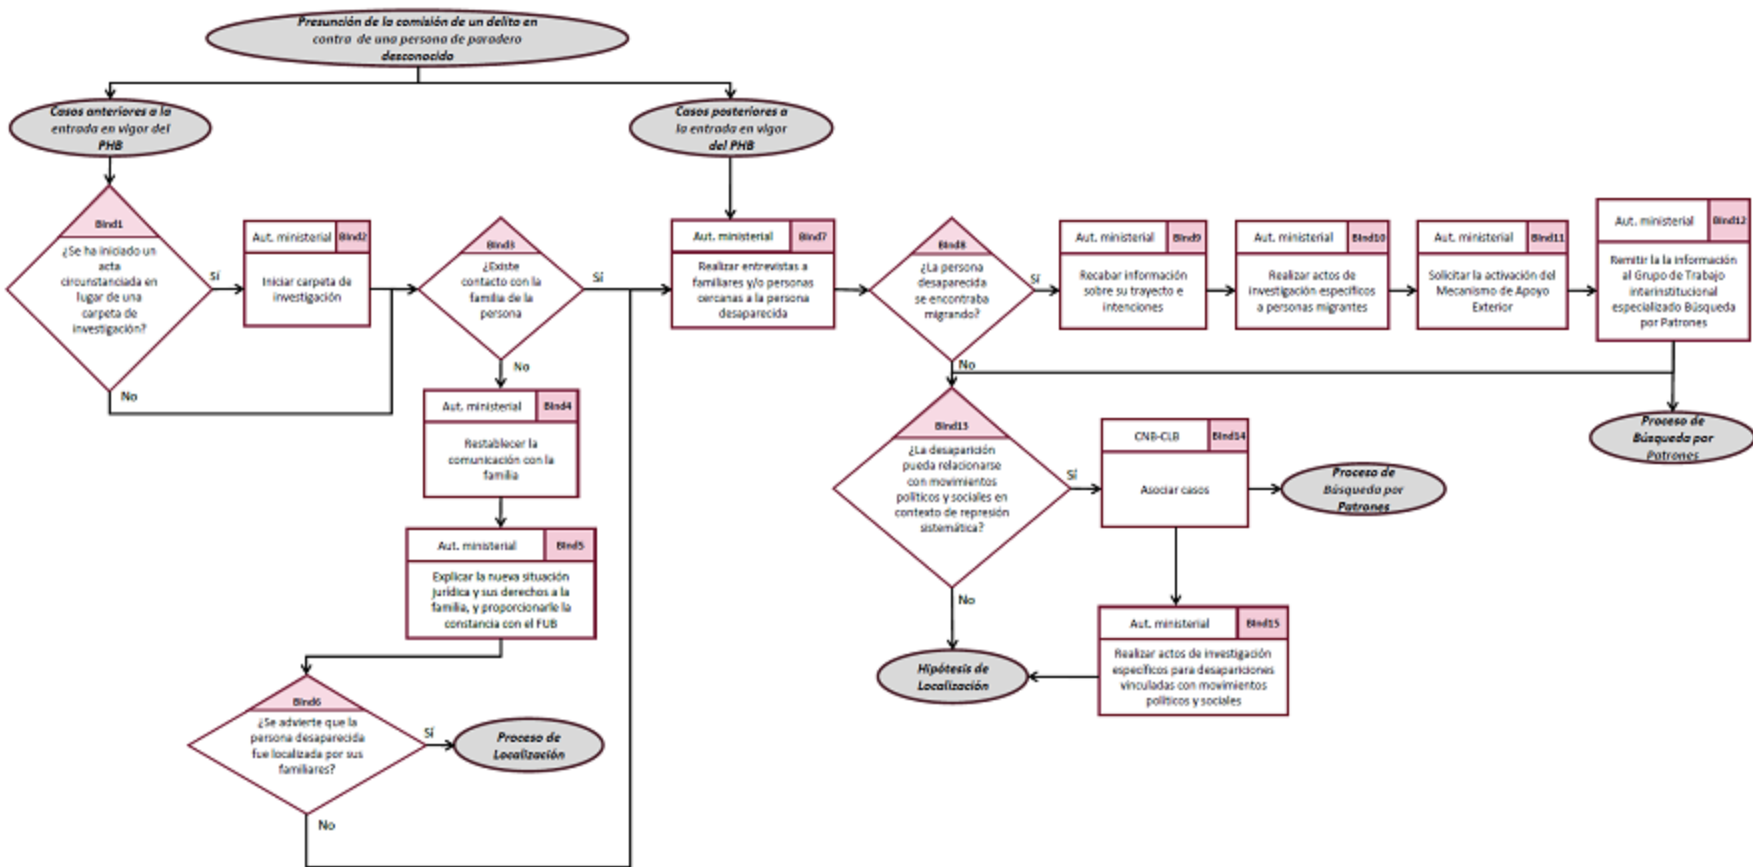 Presunción de la comisión de un delito en
contra de una persona de paradero
desconocido
Casos anteriores a la
entrada en vigor del
PHB
Casos posteriores a
la entrada en vigor
del PHB
BInd1
¿Se ha iniciado un
acta
circunstanciada en
lugar de una
carpeta de
investigación?
Sí
No
Aut. ministerial
BInd2
Iniciar carpeta de
investigación
BInd3
¿Existe
contacto con la
familia de la
persona
Sí
No
Aut. ministerial
BInd4
Restablecer la
comunicación con la
familia
Aut. ministerial
BInd5
Explicar la nueva situación
jurídica y sus derechos a la
familia, y proporcionarle la
constancia con el FUB
BInd6
¿Se advierte que la
persona desaparecida
fue localizada por sus
familiares?
Sí
No
Proceso de
Localización
Aut. ministerial
BInd7
Realizar entrevistas a
familiares y/o personas
cercanas a la persona
desaparecida
BInd8
¿La persona
desaparecida
se encontraba
migrando?
Sí
No
Aut. ministerial
BInd9
Recabar información
sobre su trayecto e
intenciones
Aut. ministerial
BInd10
Realizar actos de
investigación específicos
a personas migrantes
Aut. ministerial
BInd11
Solicitar la activación del
Mecanismo de Apoyo
Exterior
Aut. ministerial
BInd12
Remitir la la información
al Grupo de Trabajo
interinstitucional
especializado Búsqueda
por Patrones
Proceso de
Búsqueda por
Patrones
BInd13
¿La desaparición
pueda relacionarse
con movimientos
políticos y sociales en
contexto de represión
sistemática?
Sí
No
CNB-CLB
BInd14
Asociar casos
Proceso de
Búsqueda por
Patrones
Aut. ministerial
BInd15
Realizar actos de investigación
específicos para desapariciones
vinculadas con movimientos
políticos y sociales
Hipótesis de
Localización